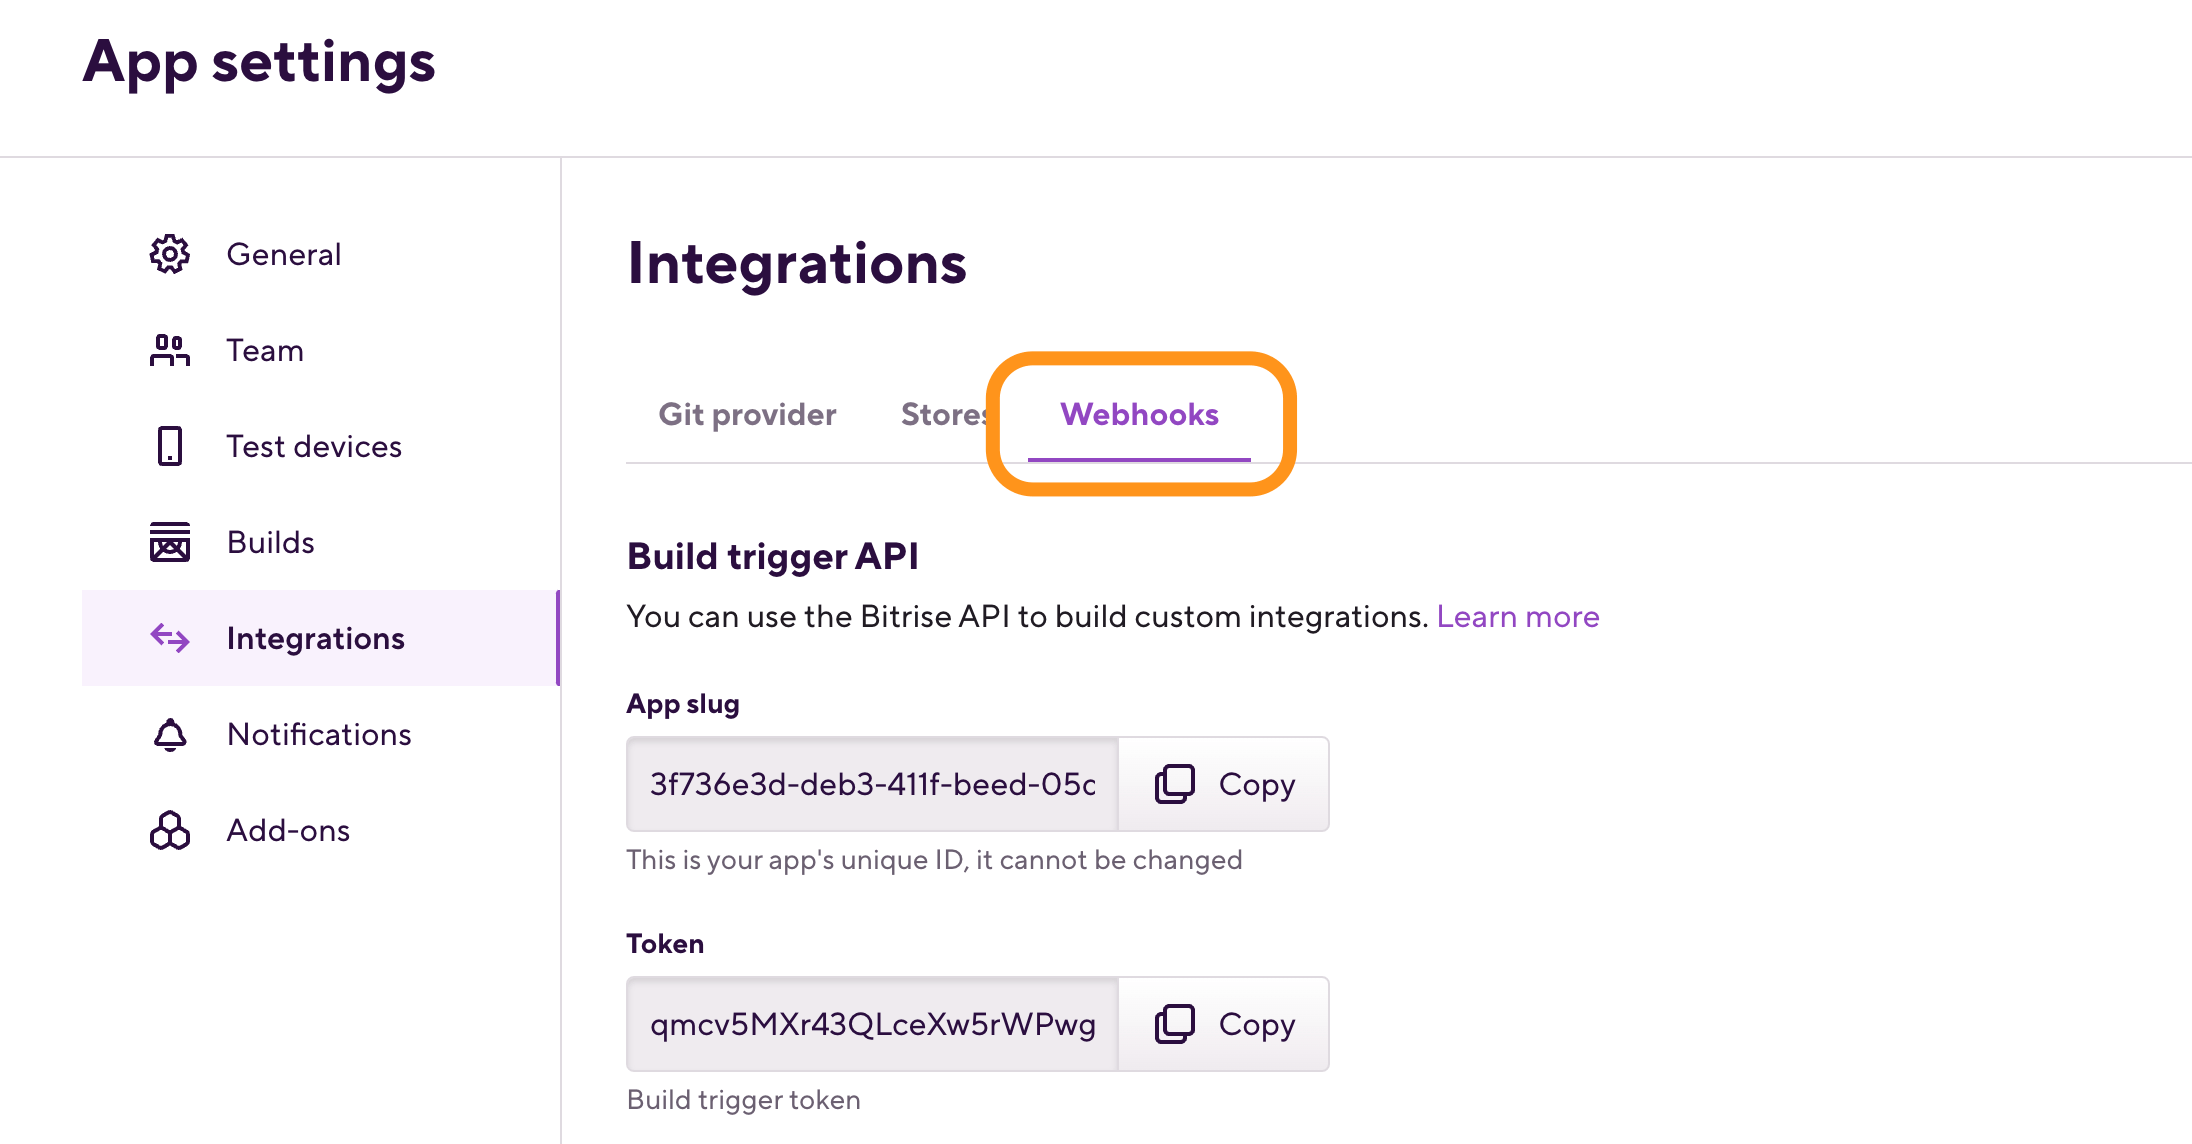 App settings
General
Team
Test devices
Builds
Integrations
Notifications
Add-ons
Integrations
Git provider Stores Webhooks
Build trigger API
You can use the Bitrise API to build custom integrations. Learn more
App slug
3f736e3d-deb3-411f-beed-05c Copy
This is your app's unique ID, it cannot be changed
Token
qmcv5MXr43QLceXw5rWPwg Copy
Build trigger token